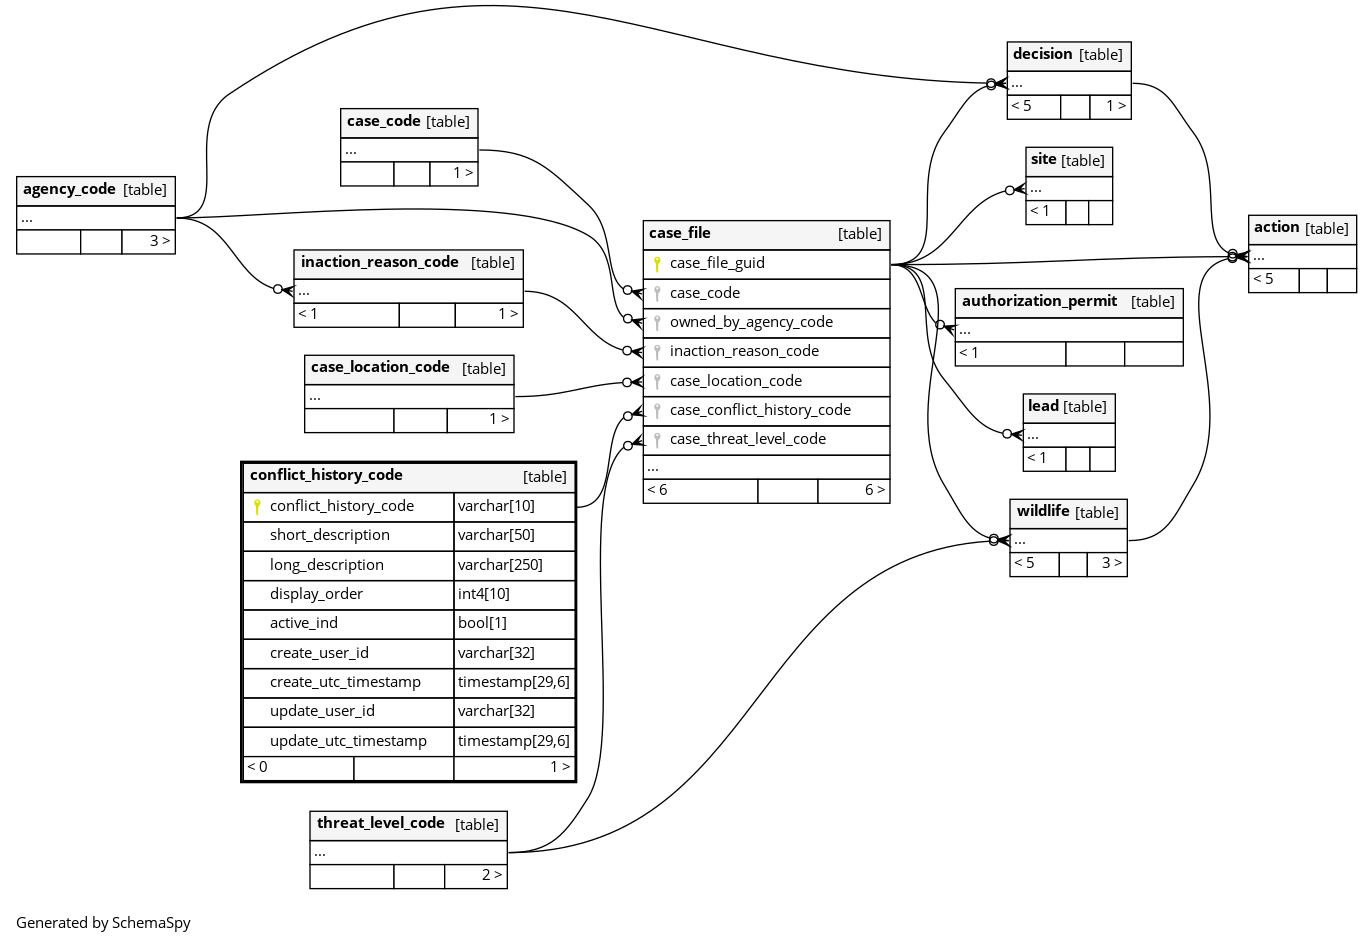 decision [table]
...
< 5 1 >
case_code [table]
...
1 >
site [table]
...
< 1
agency_code [table]
...
3 >
case_file [table]
case_file_guid
case_code
owned_by_agency_code
inaction_reason_code
case_location_code
case_conflict_history_code
case_threat_level_code
...
< 6 6 >
action [table]
...
< 5
inaction_reason_code [table]
...
< 1 1 >
authorization_permit [table]
...
< 1
case_location_code [table]
...
1 >
lead [table]
...
< 1
conflict_history_code [table]
conflict_history_code varchar[10]
short_description varchar[50]
long_description varchar[250]
display_order int4[10]
active_ind bool[1]
create_user_id varchar[32]
create_utc_timestamp timestamp[29,6]
update_user_id varchar[32]
update_utc_timestamp timestamp[29,6]
< 0 1 >
wildlife [table]
...
< 5 3 >
threat_level_code [table]
...
2 >
Generated by SchemaSpy